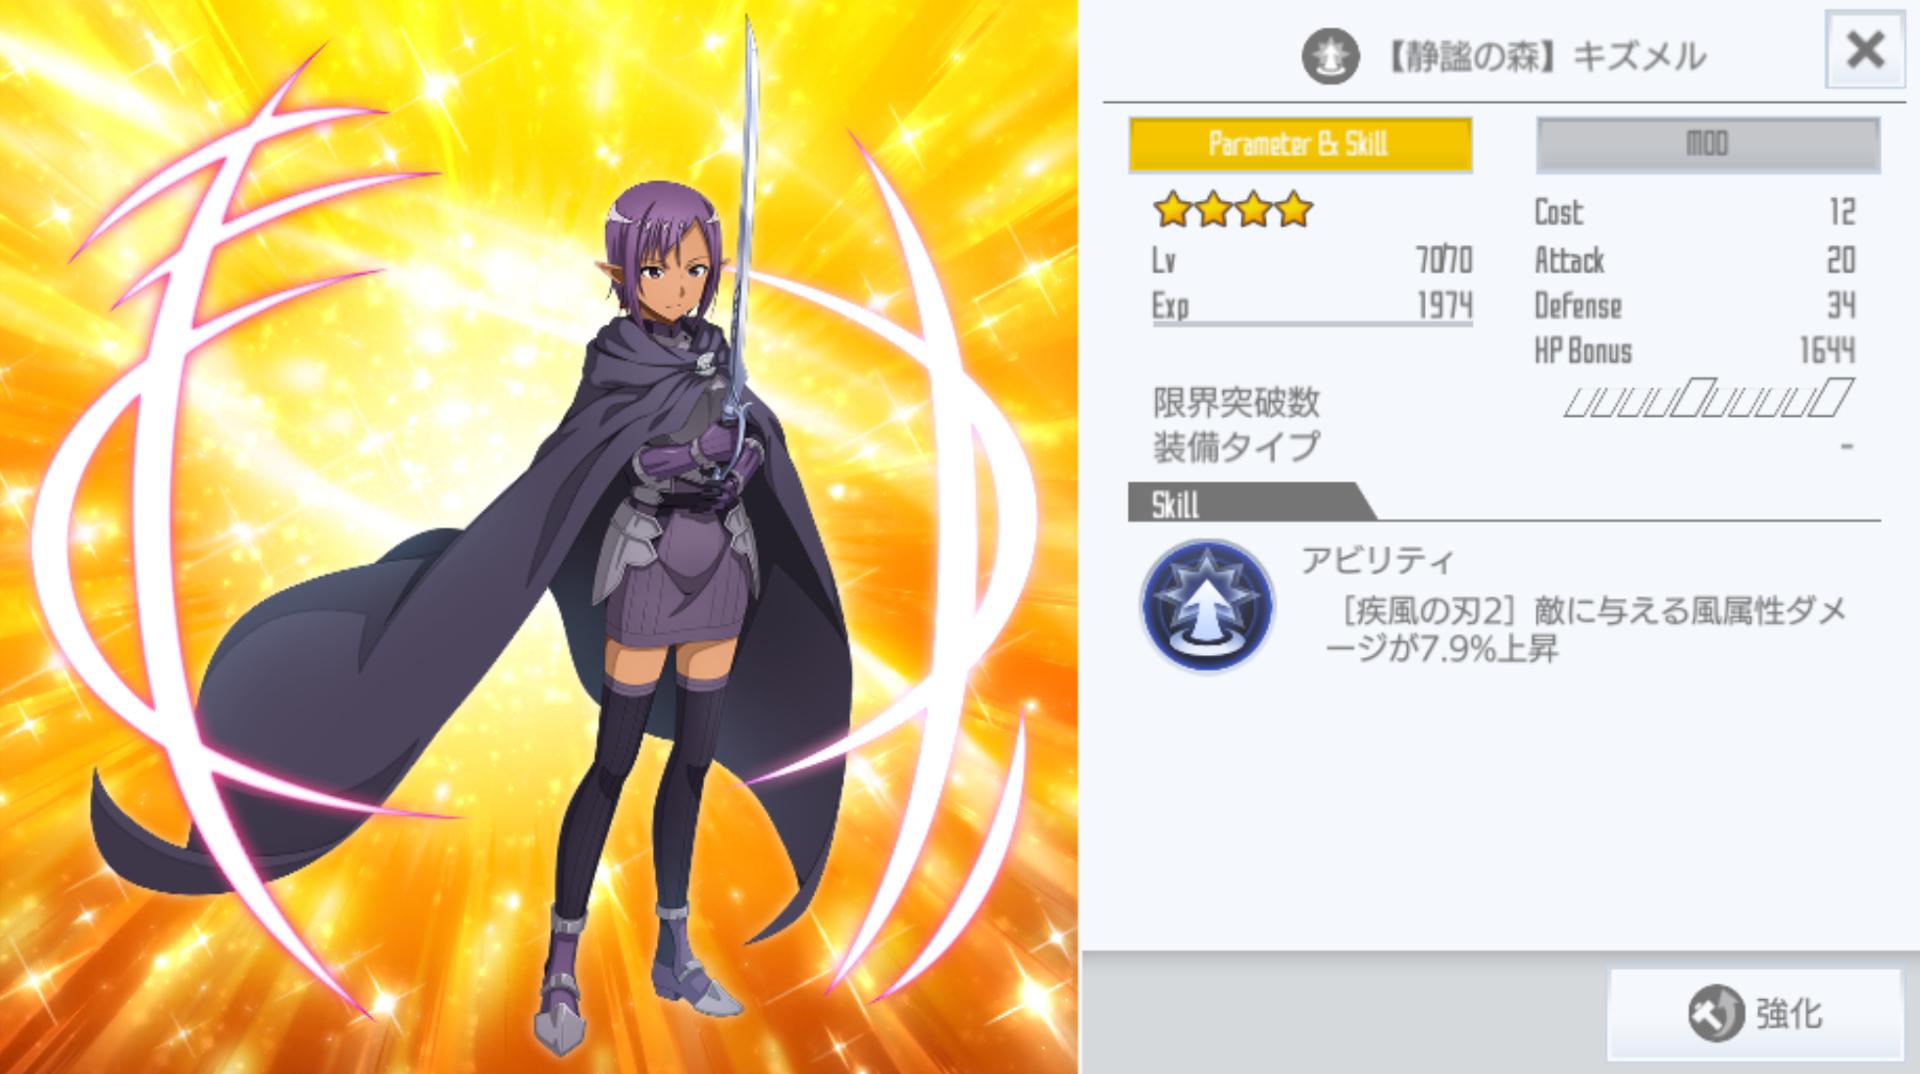 【静謐の森】キズメル
Parameter & Skill
MOD
Lv 70/70
Exp 1974
Cost 12
Attack 20
Defense 34
HP Bonus 1644
限界突破数
装備タイプ -
Skill
アビリティ
［疾風の刃2］敵に与える風属性ダメ
ージが7.9%上昇
強化